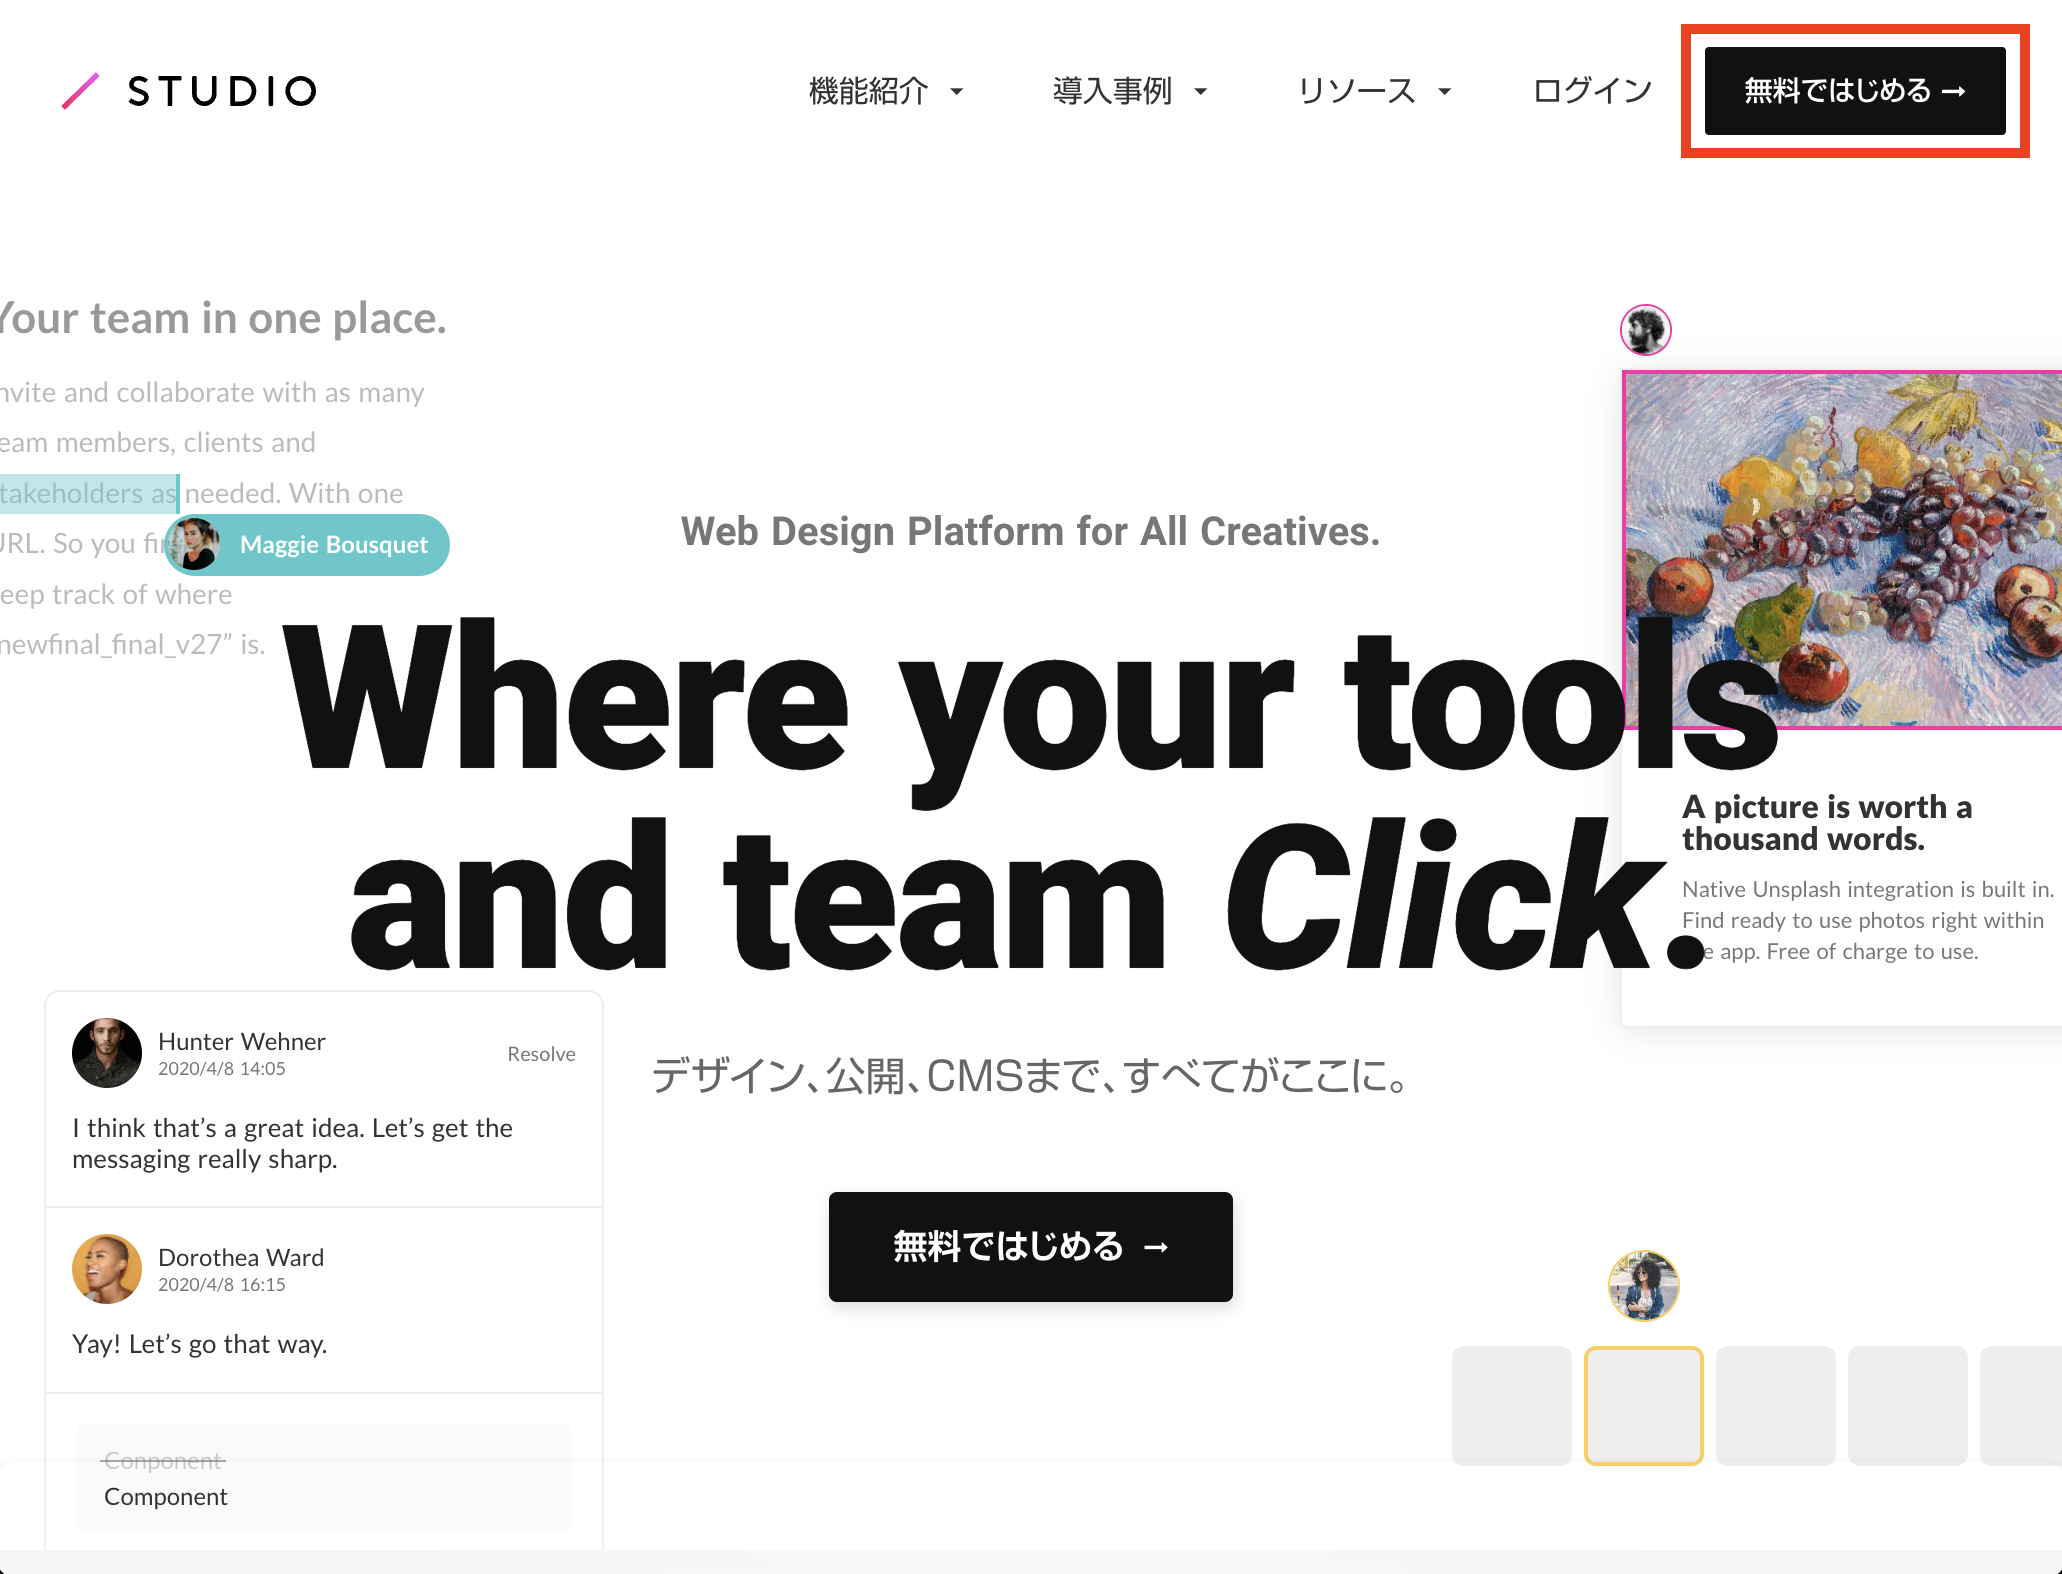 STUDIO
機能紹介
導入事例
リソース
ログイン
無料ではじめる →
Your team in one place.
nvite and collaborate with as many
eam members, clients and
takeholders as needed. With one
URL. So you fi
Maggie Bousquet
eep track of where
newfinal_final_v27” is.
Web Design Platform for All Creatives.
Where your tools
and team Click.
デザイン、公開、CMSまで、すべてがここに。
無料ではじめる →
A picture is worth a
thousand words.
Native Unsplash integration is built in.
Find ready to use photos right within
e app. Free of charge to use.
Hunter Wehner
2020/4/8 14:05
Resolve
I think that’s a great idea. Let’s get the
messaging really sharp.
Dorothea Ward
2020/4/8 16:15
Yay! Let’s go that way.
Conponent
Component